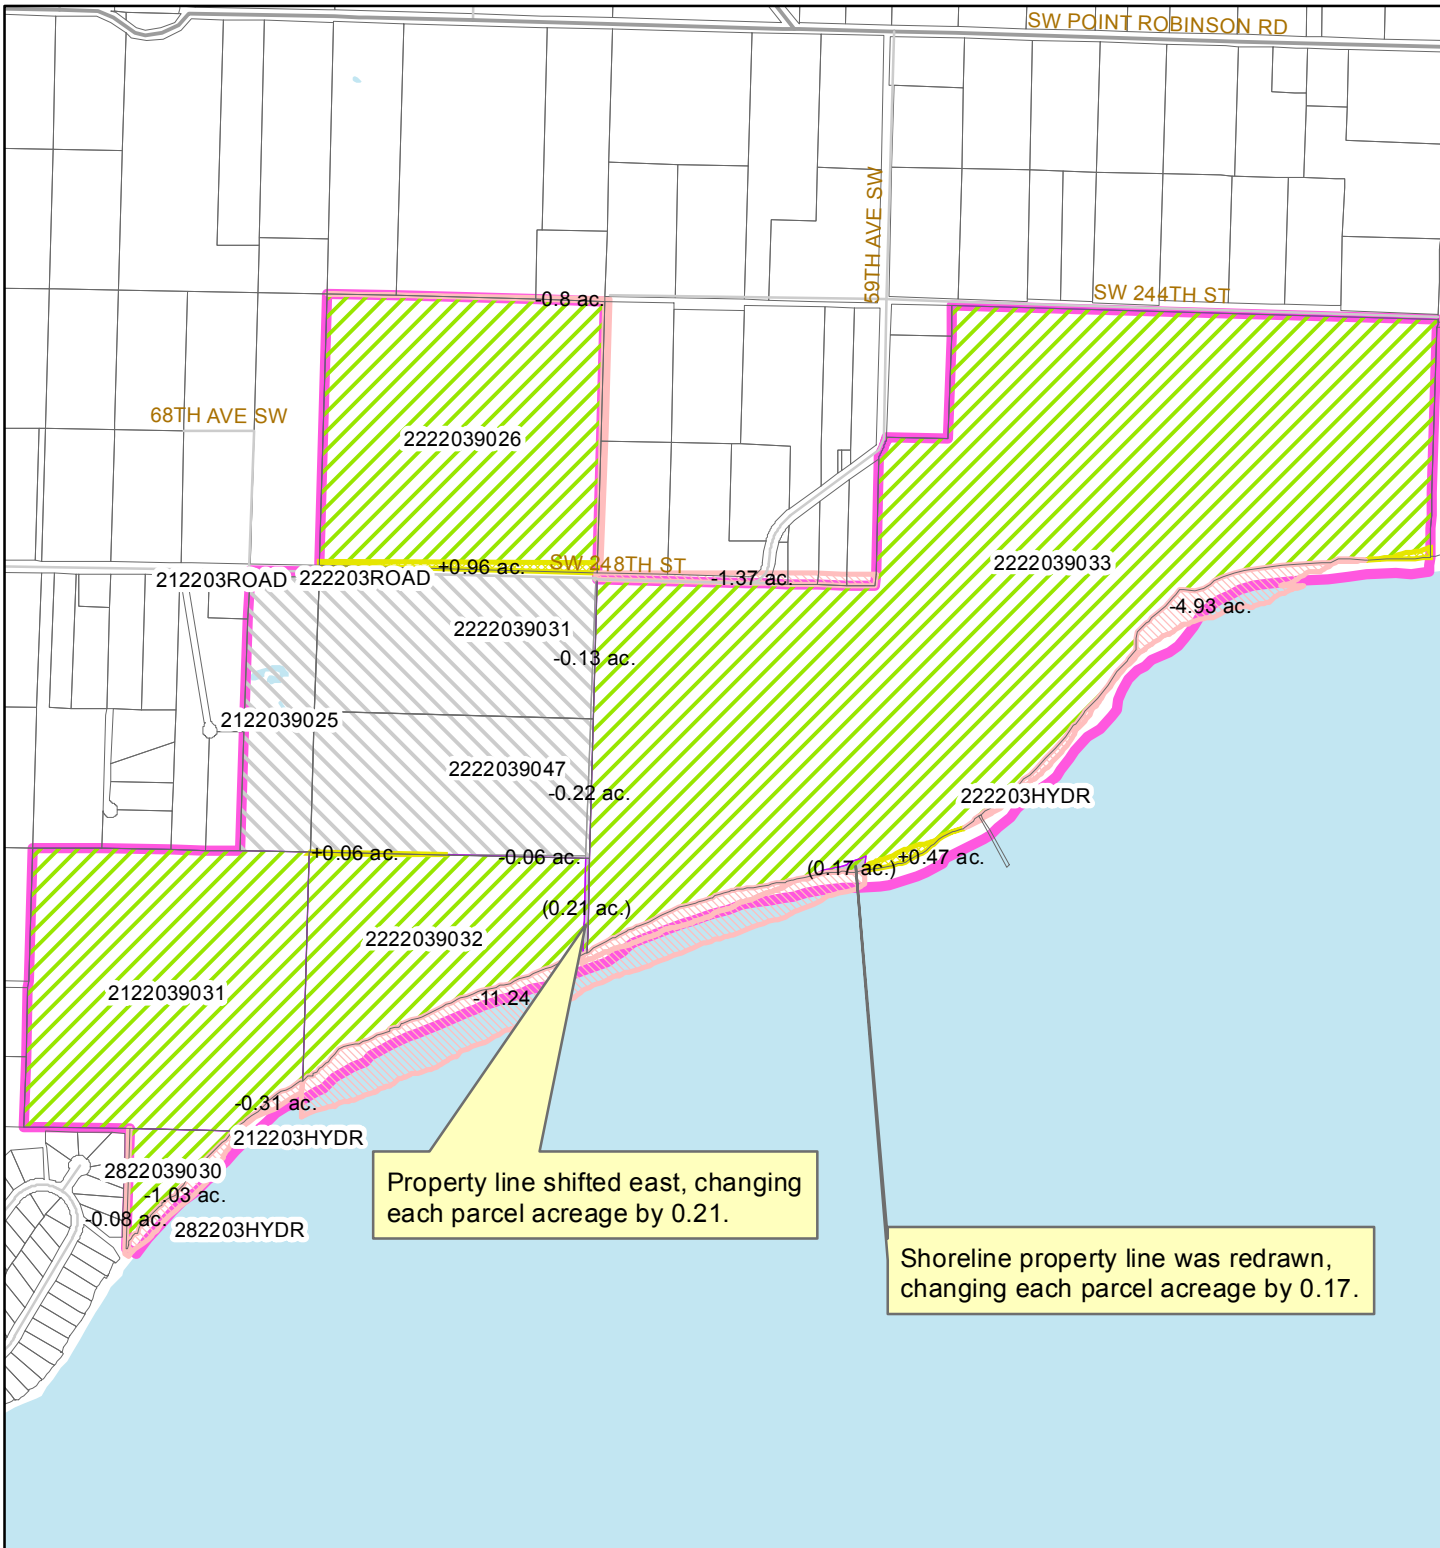 SW POINT ROBINSON RD
59TH AVE SW
SW 244TH ST
-0.8 ac.
68TH AVE SW
2222039026
SW 248TH ST
+0.96 ac.
2222039033
212203ROAD
222203ROAD
-1.37 ac.
-4.93 ac.
2222039031
-0.13 ac.
2122039025
2222039047
-0.22 ac.
222203HYDR
+0.06 ac.
-0.06 ac.
(0.17 ac.)
+0.47 ac.
(0.21 ac.)
2222039032
2122039031
-11.24
-0.31 ac.
212203HYDR
2822039030
-1.03 ac.
-0.08 ac.
282203HYDR
Property line shifted east, changing
each parcel acreage by 0.21.
Shoreline property line was redrawn,
changing each parcel acreage by 0.17.